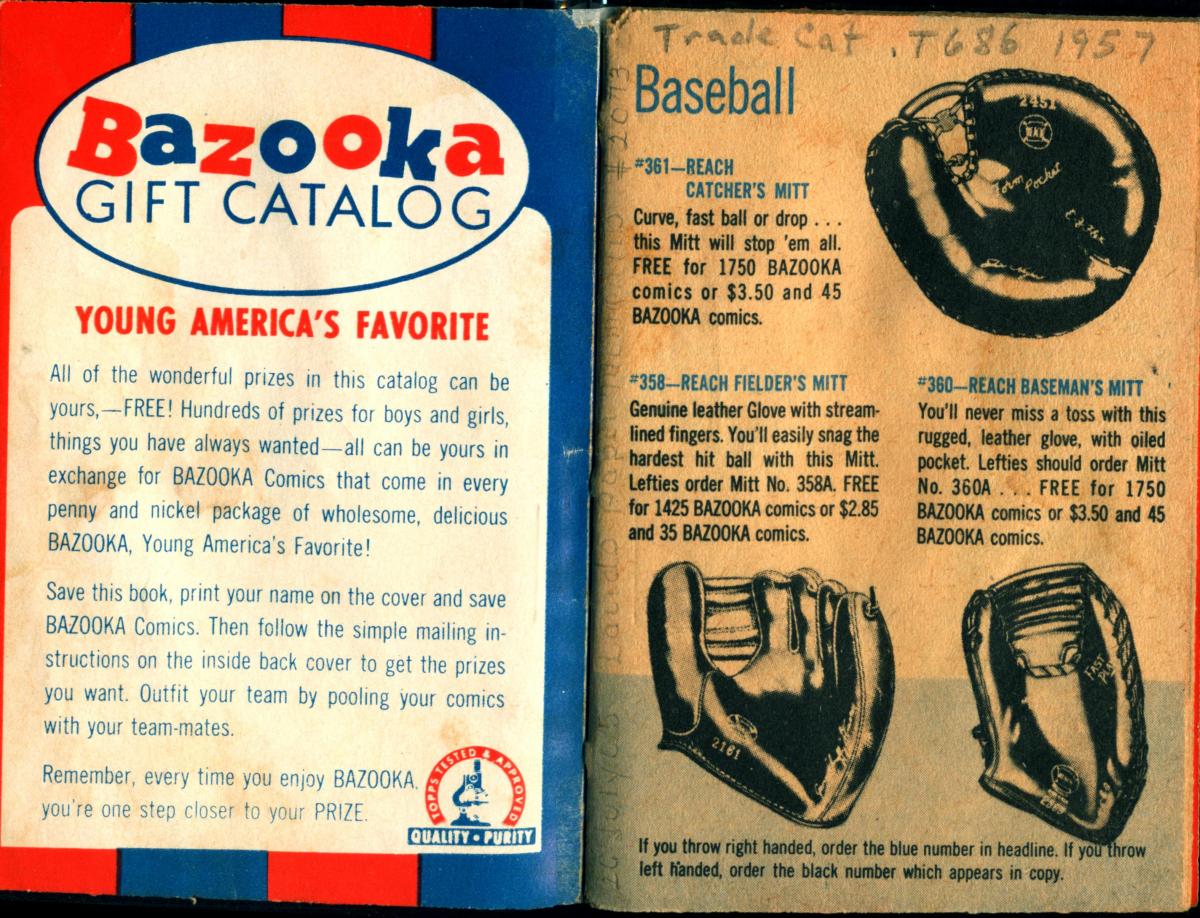 Bazooka
GIFT CATALOG
YOUNG AMERICA'S FAVORITE
All of the wonderful prizes in this catalog can be
yours,—FREE! Hundreds of prizes for boys and girls,
things you have always wanted—all can be yours in
exchange for BAZOOKA Comics that come in every
penny and nickel package of wholesome, delicious
BAZOOKA, Young America's Favorite!
Save this book, print your name on the cover and save
BAZOOKA Comics. Then follow the simple mailing in-
structions on the inside back cover to get the prizes
you want. Outfit your team by pooling your comics
with your team-mates.
Remember, every time you enjoy BAZOOKA,
you're one step closer to your PRIZE.
TOPPS TESTED & APPROVED
QUALITY • PURITY
Trade Cat .T686 1957
Baseball
#361—REACH
CATCHER'S MITT
Curve, fast ball or drop . . .
this Mitt will stop 'em all.
FREE for 1750 BAZOOKA
comics or $3.50 and 45
BAZOOKA comics.
2451
Form
Pocket
#358—REACH FIELDER'S MITT
Genuine leather Glove with stream-
lined fingers. You'll easily snag the
hardest hit ball with this Mitt.
Lefties order Mitt No. 358A. FREE
for 1425 BAZOOKA comics or $2.85
and 35 BAZOOKA comics.
2161
#360—REACH BASEMAN'S MITT
You'll never miss a toss with this
rugged, leather glove, with oiled
pocket. Lefties should order Mitt
No. 360A . . . FREE for 1750
BAZOOKA comics or $3.50 and 45
BAZOOKA comics.
If you throw right handed, order the blue number in headline. If you throw
left handed, order the black number which appears in copy.